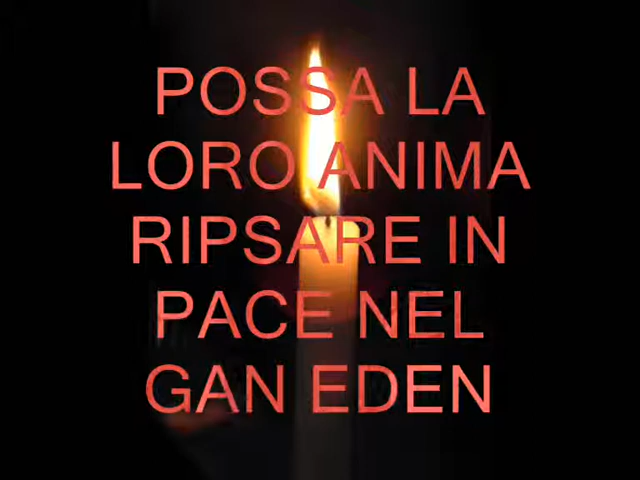 POSSA LA
LORO ANIMA
RIPSARE IN
PACE NEL
GAN EDEN